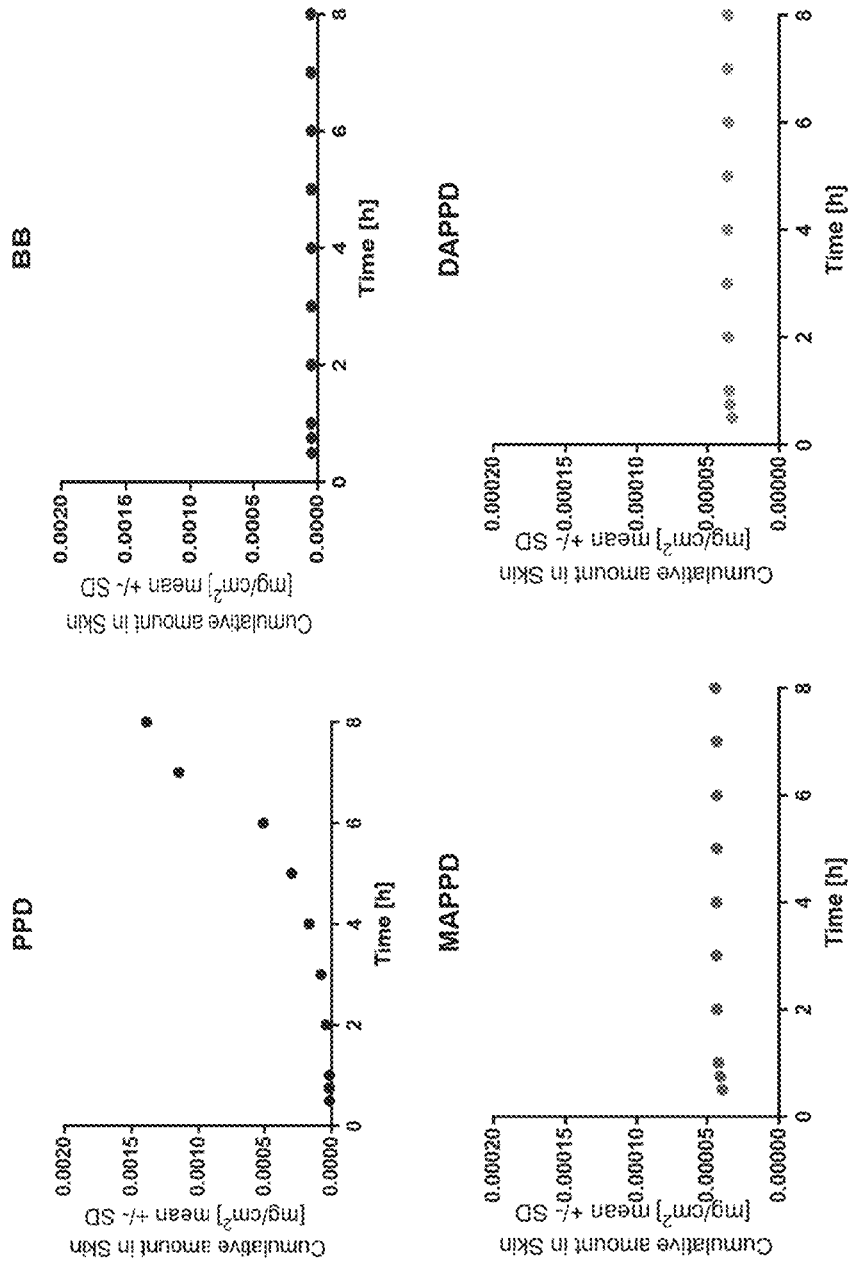 PPD
Cumulative amount in Skin
[mg/cm²] mean +/- SD
0.0020
0.0015
0.0010
0.0005
0.0000
0 2 4 6 8
Time [h]
BB
Cumulative amount in Skin
[mg/cm²] mean +/- SD
0.0020
0.0015
0.0010
0.0005
0.0000
0 2 4 6 8
Time [h]
MAPPD
Cumulative amount in Skin
[mg/cm²] mean +/- SD
0.00020
0.00015
0.00010
0.00005
0.00000
0 2 4 6 8
Time [h]
DAPPD
Cumulative amount in Skin
[mg/cm²] mean +/- SD
0.00020
0.00015
0.00010
0.00005
0.00000
0 2 4 6 8
Time [h]